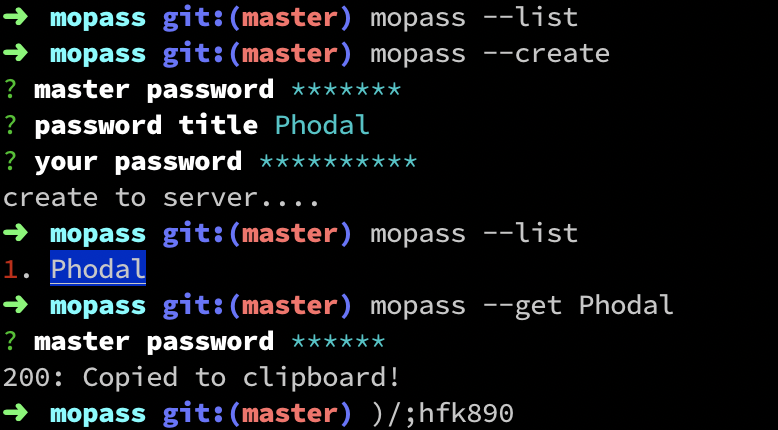 ➜ mopass git:(master) mopass --list
➜ mopass git:(master) mopass --create
? master password *******
? password title Phodal
? your password **********
create to server....
➜ mopass git:(master) mopass --list
1. Phodal
➜ mopass git:(master) mopass --get Phodal
? master password ******
200: Copied to clipboard!
➜ mopass git:(master) )/;hfk890